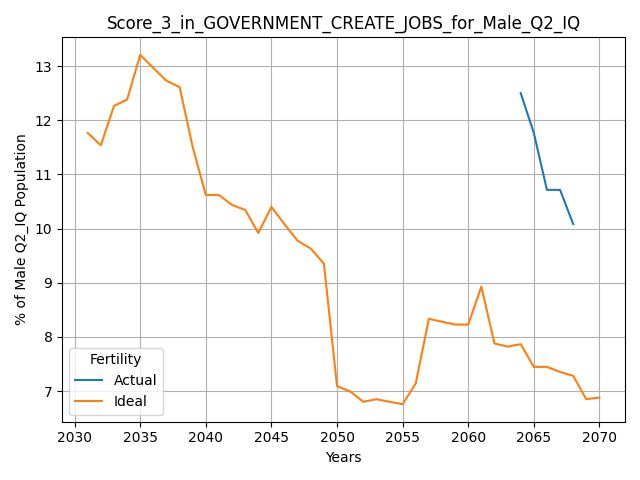 Score_3_in_GOVERNMENT_CREATE_JOBS_for_Male_Q2_IQ
% of Male Q2_IQ Population
13
12
11
10
9
8
7
Fertility
Actual
Ideal
2030 2035 2040 2045 2050 2055 2060 2065 2070
Years